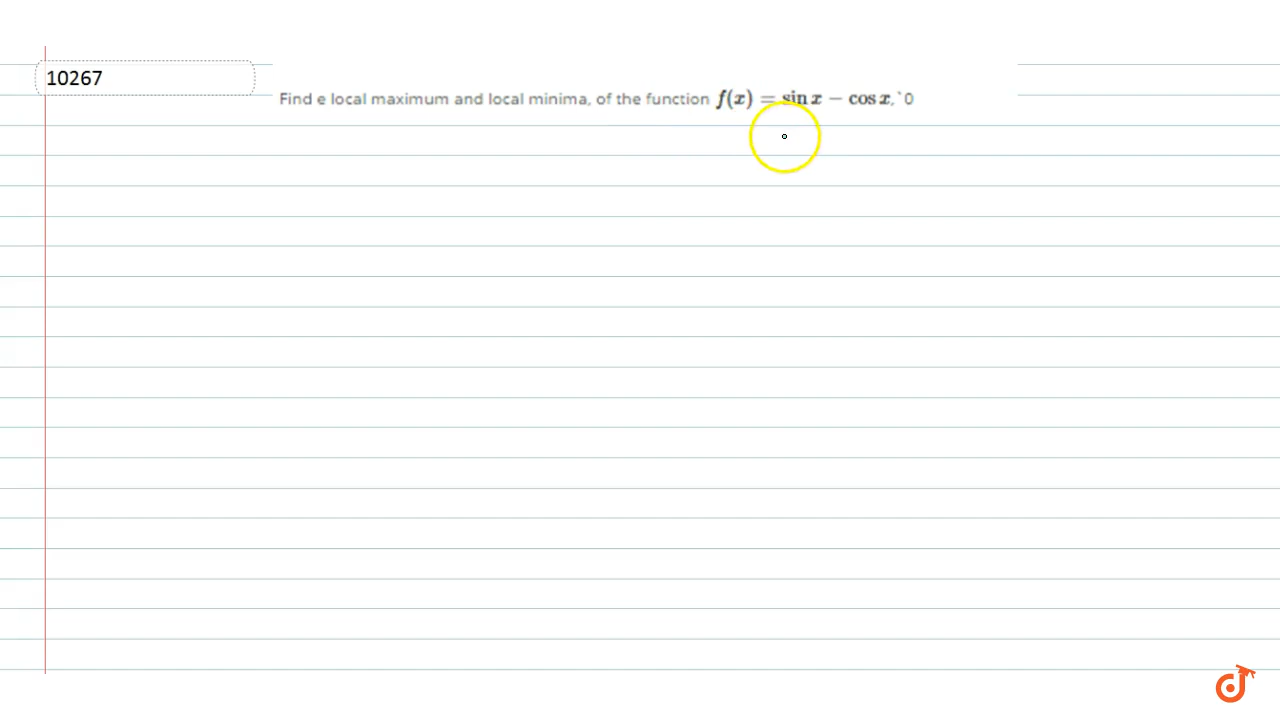 10267
Find e local maximum and local minima, of the function f(x) = sin x − cos x,`0